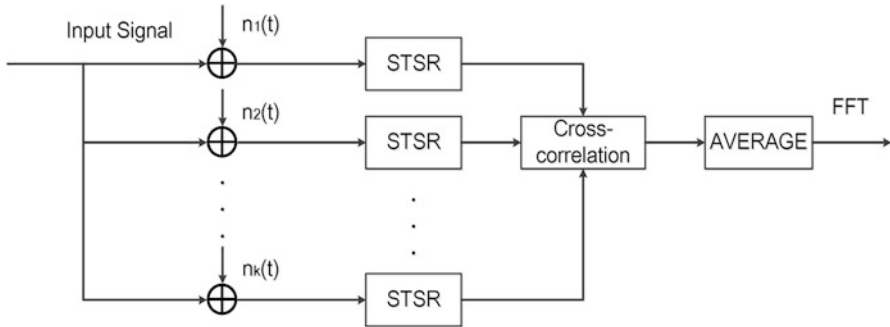 Input Signal
n1(t)
STSR
n2(t)
STSR
Cross-
correlation
AVERAGE
FFT
nk(t)
STSR